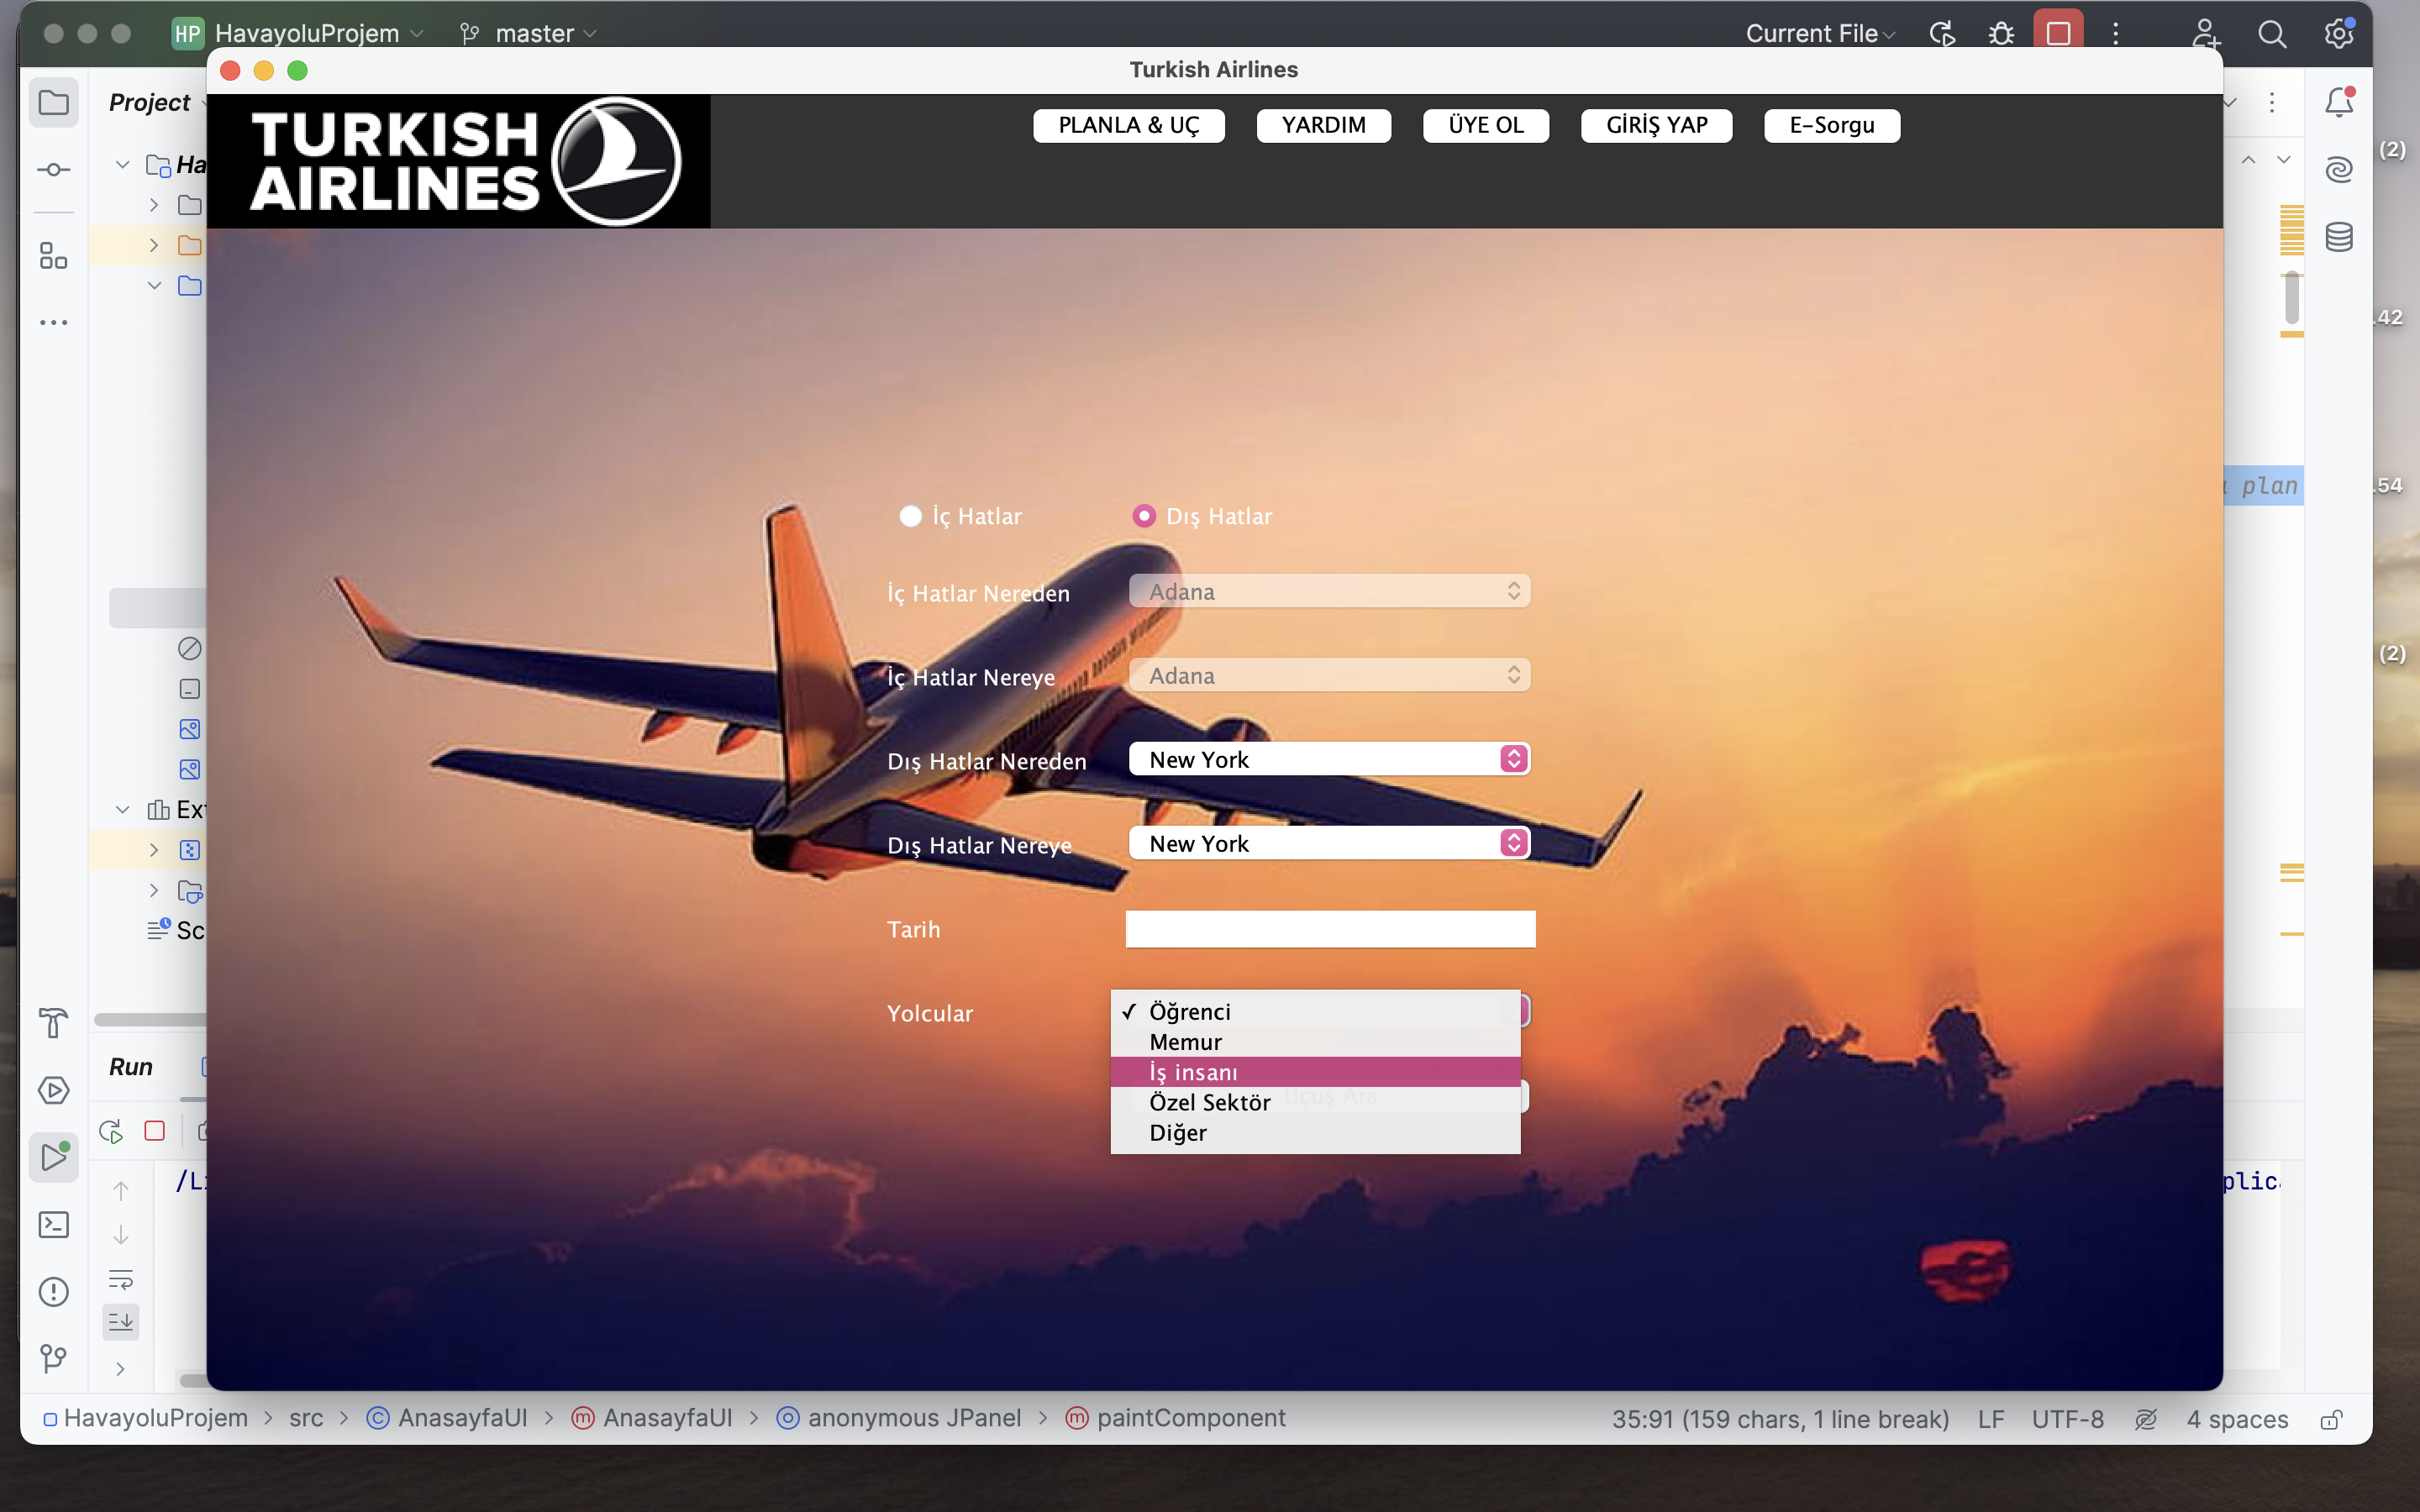 HP HavayoluProjem master Current File
Turkish Airlines
Project
TURKISH
AIRLINES
PLANLA & UÇ YARDIM ÜYE OL GİRİŞ YAP E-Sorgu
(2)
Ha
.42
plan .54
İç Hatlar Dış Hatlar
İç Hatlar Nereden Adana
İç Hatlar Nereye Adana
(2)
Dış Hatlar Nereden New York
Ext
Dış Hatlar Nereye New York
Sc
Tarih
Yolcular
✓ Öğrenci
Memur
İş insanı
Uçuş Ara
Özel Sektör
Diğer
Run
/Li
plic
HavayoluProjem > src > AnasayfaUI > AnasayfaUI > anonymous JPanel > paintComponent
35:91 (159 chars, 1 line break) LF UTF-8 4 spaces